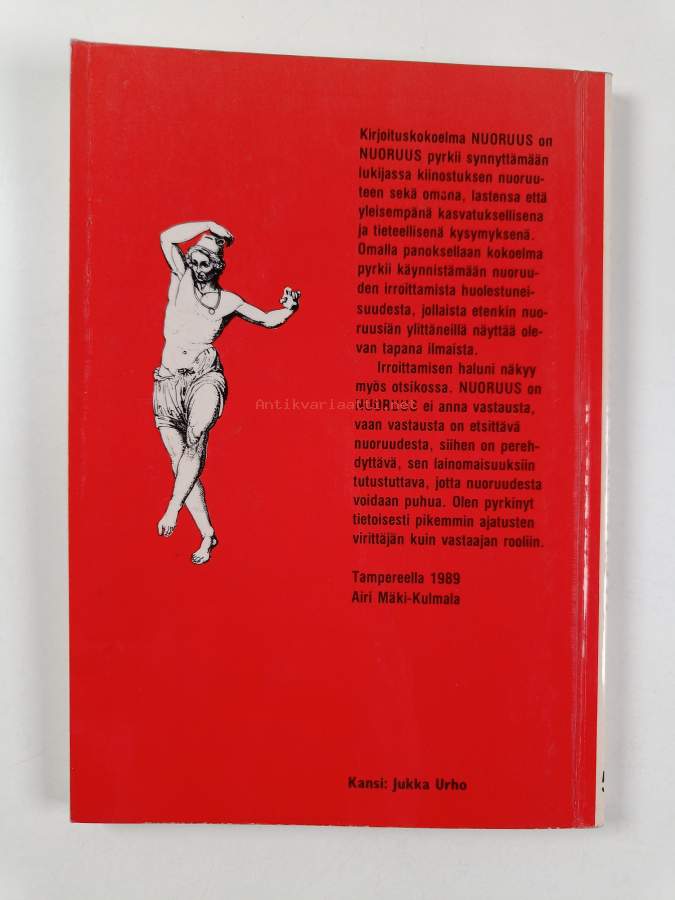 Kirjoituskokoelma NUORUUS on
NUORUUS pyrkii synnyttämään
lukijassa kiinostuksen nuoruu-
teen sekä omana, lastensa että
yleisempänä kasvatuksellisena
ja tieteellisenä kysymyksenä.
Omalla panoksellaan kokoelma
pyrkii käynnistämään nuoruu-
den irroittamista huolestunei-
suudesta, jollaista etenkin nuo-
ruusiän ylittäneillä näyttää ole-
van tapana ilmaista.
Irroittamisen haluni näkyy
myös otsikossa. NUORUUS on
NUORUUS ei anna vastausta,
vaan vastausta on etsittävä
nuoruudesta, siihen on pereh-
dyttävä, sen lainomaisuuksiin
tutustuttava, jotta nuoruudesta
voidaan puhua. Olen pyrkinyt
tietoisesti pikemmin ajatusten
virittäjän kuin vastaajan rooliin.
Tampereella 1989
Airi Mäki-Kulmala
Kansi: Jukka Urho